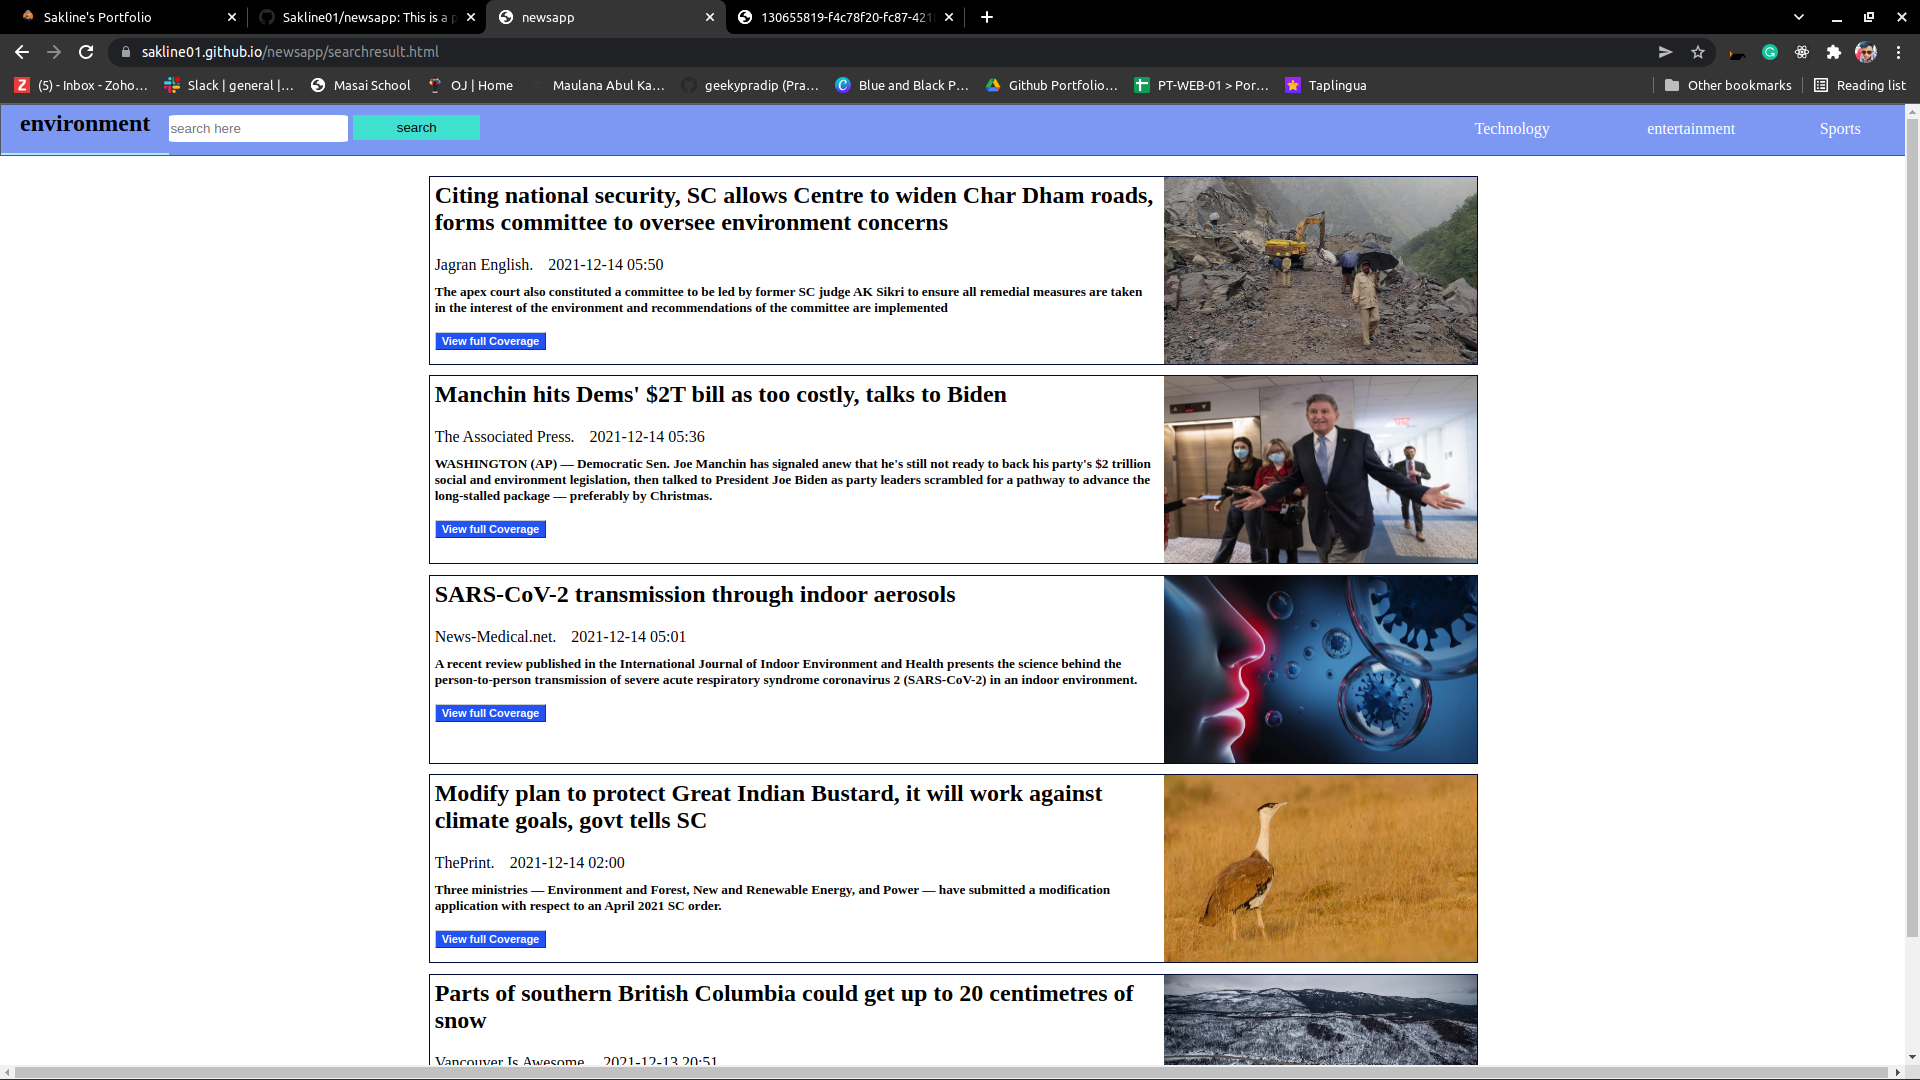 Sakline's Portfolio
Sakline01/newsapp: This is a p
newsapp
130655819-f4c78f20-fc87-421
sakline01.github.io/newsapp/searchresult.html
(5) - Inbox - Zoho...
Slack | general |...
Masai School
OJ | Home
Maulana Abul Ka...
geekypradip (Pra...
Blue and Black P...
Github Portfolio...
PT-WEB-01 > Por...
Taplingua
Other bookmarks
Reading list
environment
search here
search
Technology
entertainment
Sports
Citing national security, SC allows Centre to widen Char Dham roads,
forms committee to oversee environment concerns
Jagran English. 2021-12-14 05:50
The apex court also constituted a committee to be led by former SC judge AK Sikri to ensure all remedial measures are taken
in the interest of the environment and recommendations of the committee are implemented
View full Coverage
Manchin hits Dems' $2T bill as too costly, talks to Biden
The Associated Press. 2021-12-14 05:36
WASHINGTON (AP) — Democratic Sen. Joe Manchin has signaled anew that he's still not ready to back his party's $2 trillion
social and environment legislation, then talked to President Joe Biden as party leaders scrambled for a pathway to advance the
long-stalled package — preferably by Christmas.
View full Coverage
SARS-CoV-2 transmission through indoor aerosols
News-Medical.net. 2021-12-14 05:01
A recent review published in the International Journal of Indoor Environment and Health presents the science behind the
person-to-person transmission of severe acute respiratory syndrome coronavirus 2 (SARS-CoV-2) in an indoor environment.
View full Coverage
Modify plan to protect Great Indian Bustard, it will work against
climate goals, govt tells SC
ThePrint. 2021-12-14 02:00
Three ministries — Environment and Forest, New and Renewable Energy, and Power — have submitted a modification
application with respect to an April 2021 SC order.
View full Coverage
Parts of southern British Columbia could get up to 20 centimetres of
snow
Vancouver Is Awesome. 2021-12-13 20:51